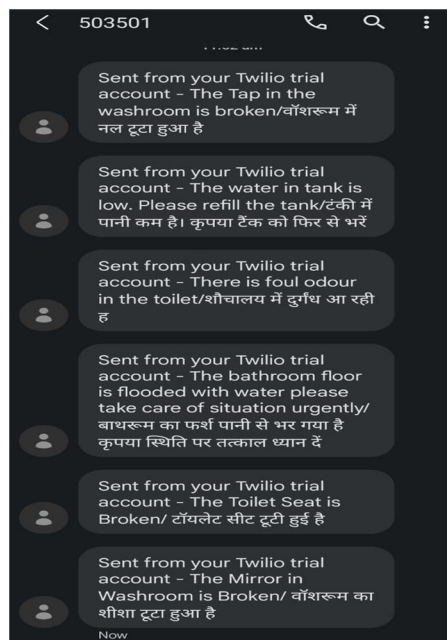 503501
Sent from your Twilio trial
account - The Tap in the
washroom is broken/वॉशरूम में
नल टूटा हुआ है
Sent from your Twilio trial
account - The water in tank is
low. Please refill the tank/टंकी में
पानी कम है। कृपया टैंक को फिर से भरें
Sent from your Twilio trial
account - There is foul odour
in the toilet/शौचालय में दुर्गंध आ रही
ह
Sent from your Twilio trial
account - The bathroom floor
is flooded with water please
take care of situation urgently/
बाथरूम का फर्श पानी से भर गया है
कृपया स्थिति पर तत्काल ध्यान दें
Sent from your Twilio trial
account - The Toilet Seat is
Broken/ टॉयलेट सीट टूटी हुई है
Sent from your Twilio trial
account - The Mirror in
Washroom is Broken/ वॉशरूम का
शीशा टूटा हुआ है
Now